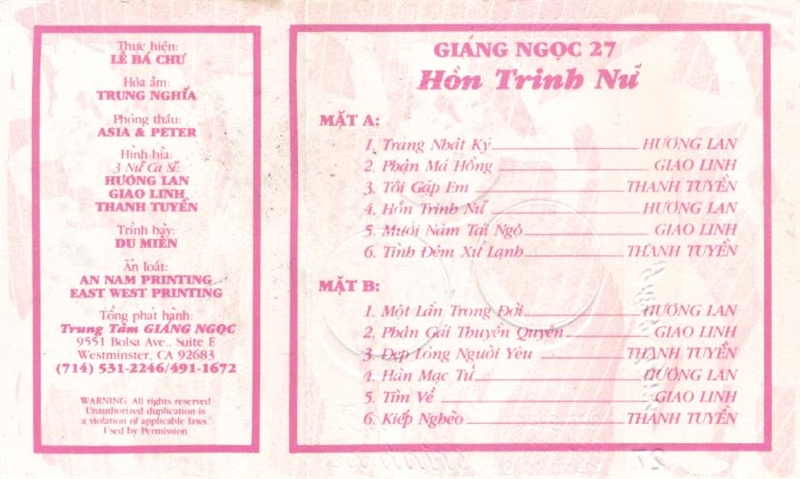 Thực hiện:
LÊ BÁ CHƯ
Hòa âm:
TRUNG NGHĨA
Phòng thâu:
ASIA & PETER
Hình bìa:
3 Nữ Ca Sĩ:
HƯƠNG LAN
GIAO LINH
THANH TUYỀN
Trình bày:
DU MIÊN
Ấn loát:
AN NAM PRINTING
EAST WEST PRINTING
Tổng phát hành:
Trung Tâm GIÁNG NGỌC
9551 Bolsa Ave., Suite E
Westminster, CA 92683
(714) 531-2246/491-1672
WARNING: All rights reserved
Unauthorized duplication is
a violation of applicable laws
Used by Permission
GIÁNG NGỌC 27
Hồn Trinh Nữ
MẶT A:
1. Trang Nhật Ký HƯƠNG LAN
2. Phận Má Hồng GIAO LINH
3. Tôi Gặp Em THANH TUYỀN
4. Hồn Trinh Nữ HƯƠNG LAN
5. Mười Năm Tái Ngộ GIAO LINH
6. Tình Đêm Xứ Lạnh THANH TUYỀN
MẶT B:
1. Một Lần Trong Đời HƯƠNG LAN
2. Phận Gái Thuyền Quyên GIAO LINH
3. Đẹp Lòng Người Yêu THANH TUYỀN
4. Hàn Mạc Tử HƯƠNG LAN
5. Tìm Về GIAO LINH
6. Kiếp Nghèo THANH TUYỀN